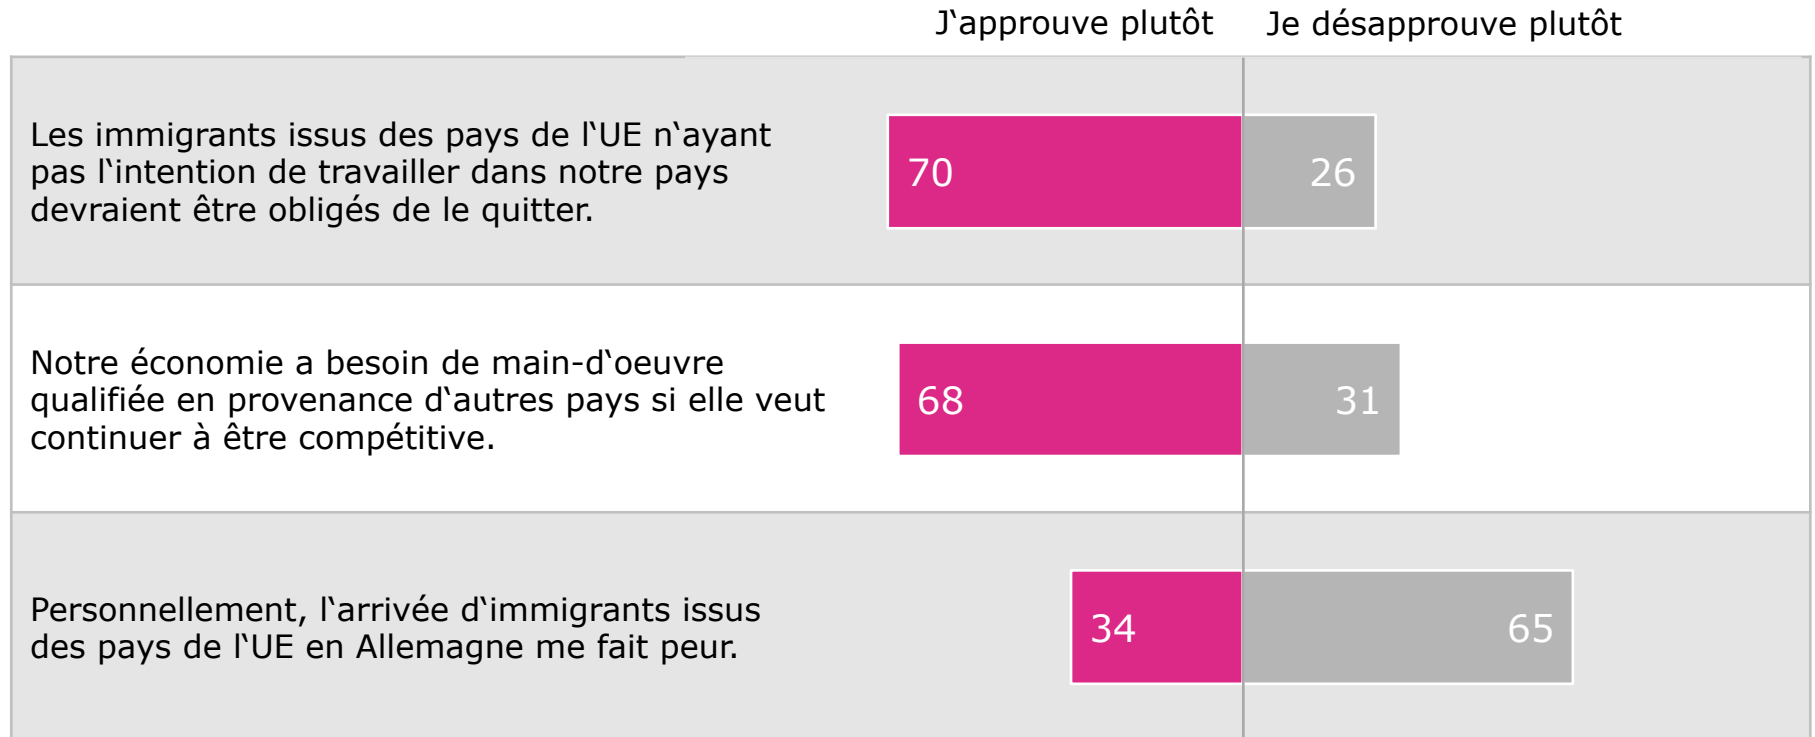 J‘approuve plutôt Je désapprouve plutôt
Les immigrants issus des pays de l‘UE n‘ayant
pas l‘intention de travailler dans notre pays
devraient être obligés de le quitter.
70 26
Notre économie a besoin de main-d‘oeuvre
qualifiée en provenance d‘autres pays si elle veut
continuer à être compétitive.
68 31
Personnellement, l‘arrivée d‘immigrants issus
des pays de l‘UE en Allemagne me fait peur.
34 65